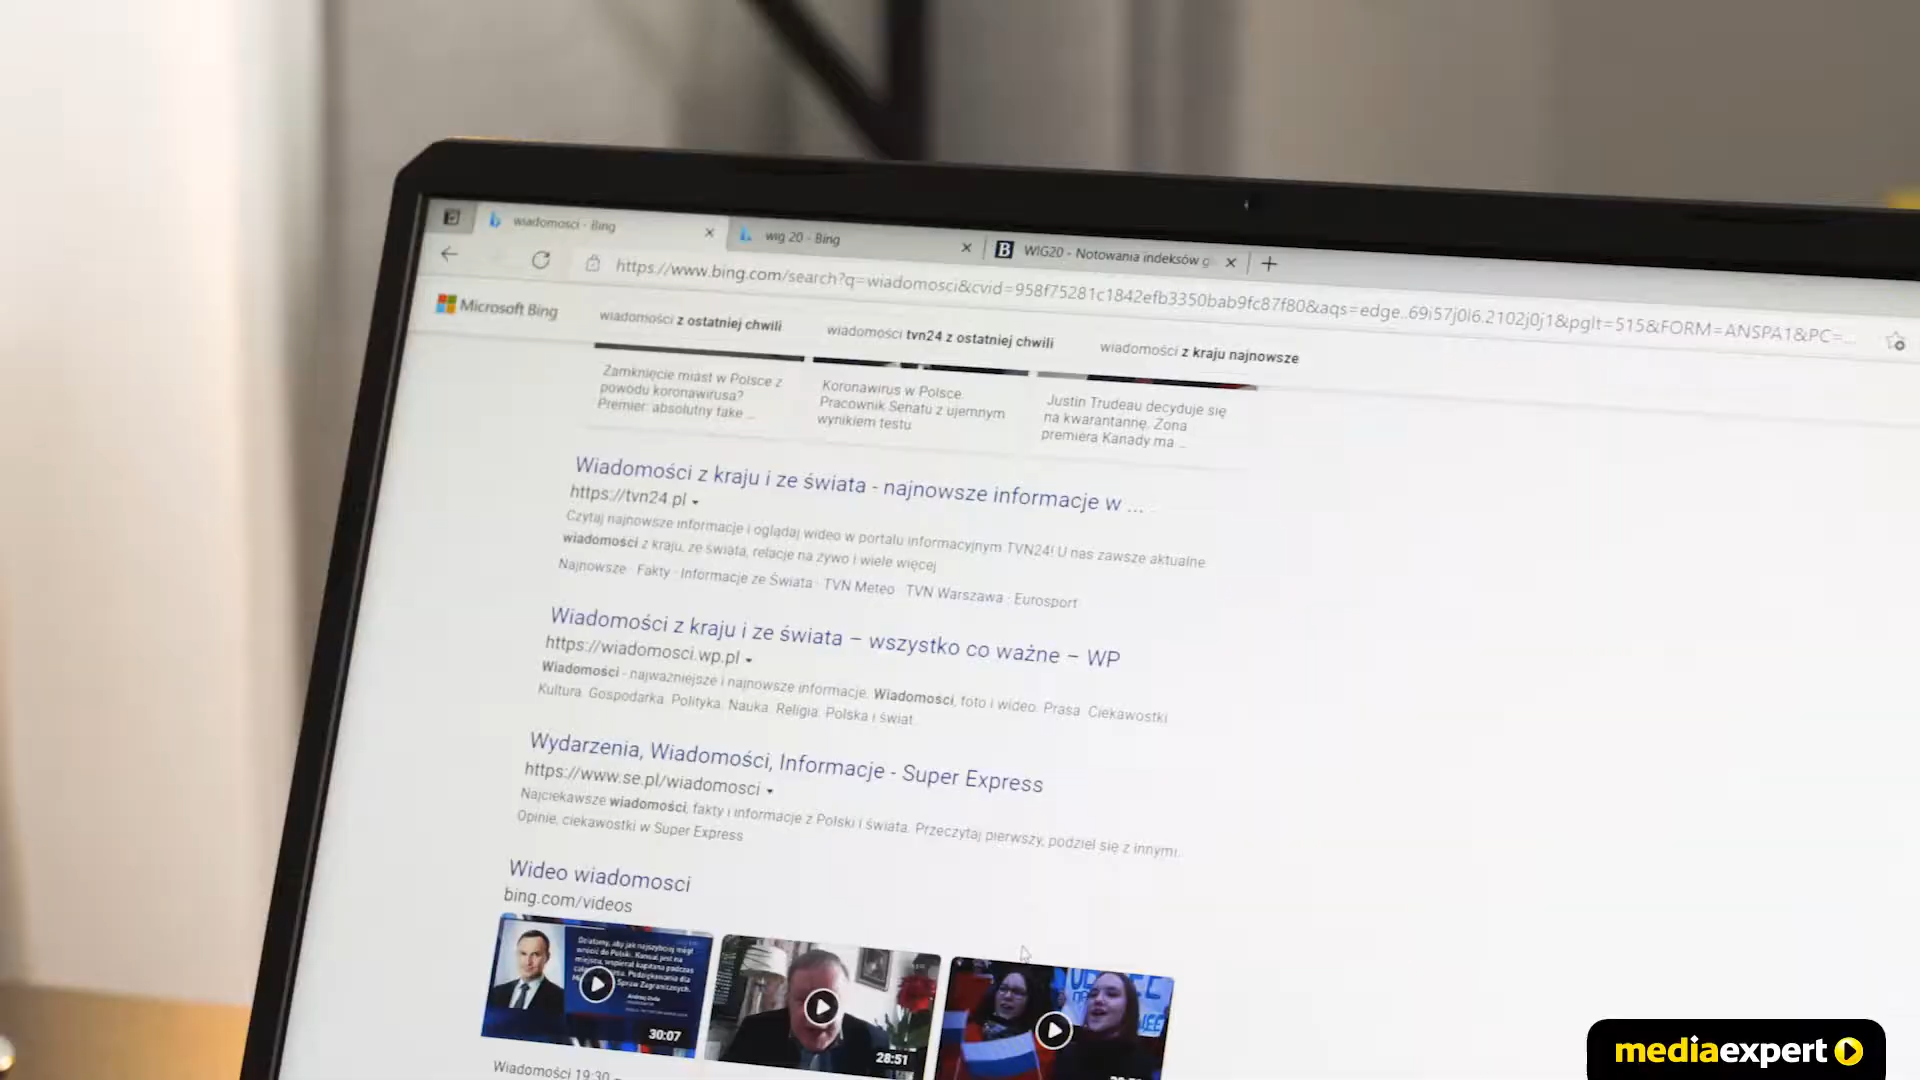 wiadomosci - Bing
wig 20 - Bing
WIG20 - Notowania indeksów g
https://www.bing.com/search?q=wiadomosci&cvid=958f75281c1842efb3350bab9fc87f80&aqs=edge..69i57j0l6.2102j0j1&pglt=515&FORM=ANSPA1&PC=...
Microsoft Bing
wiadomości z ostatniej chwili
wiadomości tvn24 z ostatniej chwili
wiadomości z kraju najnowsze
Zamknięcie miast w Polsce z
powodu koronawirusa?
Premier: absolutny fake ...
Koronawirus w Polsce.
Pracownik Senatu z ujemnym
wynikiem testu
Justin Trudeau decyduje się
na kwarantannę. Żona
premiera Kanady ma ...
Wiadomości z kraju i ze świata - najnowsze informacje w ...
https://tvn24.pl
Czytaj najnowsze informacje i oglądaj wideo w portalu informacyjnym TVN24! U nas zawsze aktualne
wiadomości z kraju, ze świata, relacje na żywo i wiele więcej
Najnowsze · Fakty · Informacje ze Świata · TVN Meteo · TVN Warszawa · Eurosport
Wiadomości z kraju i ze świata – wszystko co ważne – WP
https://wiadomosci.wp.pl
Wiadomości - najważniejsze i najnowsze informacje. Wiadomości, foto i wideo. Prasa. Ciekawostki
Kultura. Gospodarka. Polityka. Nauka. Religia. Polska i świat.
Wydarzenia, Wiadomości, Informacje - Super Express
https://www.se.pl/wiadomosci
Najciekawsze wiadomości, fakty i informacje z Polski i świata. Przeczytaj pierwszy, podziel się z innymi.
Opinie, ciekawostki w Super Express
Wideo wiadomosci
bing.com/videos
Działamy, aby jak najszybciej mógł
wrócić do Polski. Konsul jest na
miejscu, wspierał kapitana podczas
Spraw Zagranicznych.
Andrzej Duda
30:07
28:51
Wiadomości 19:30
mediaexpert